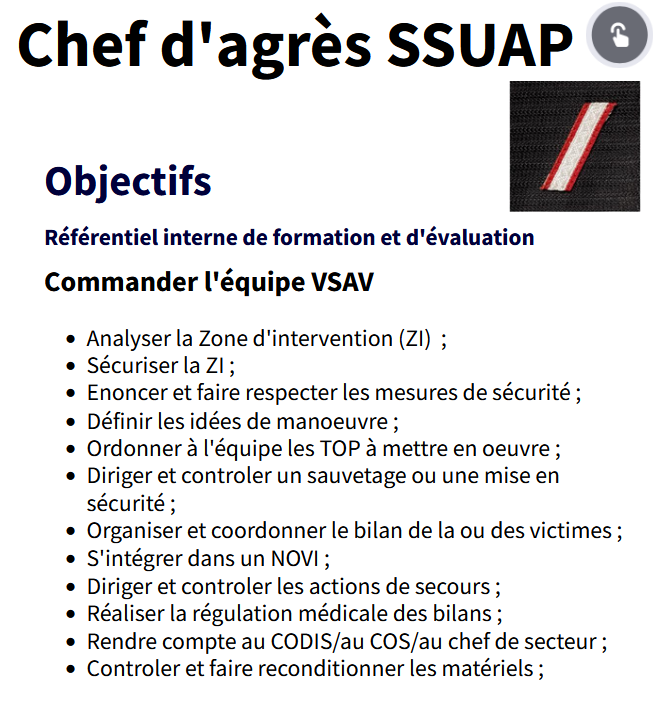 Chef d'agrès SSUAP
Objectifs
Référentiel interne de formation et d'évaluation
Commander l'équipe VSAV
• Analyser la Zone d'intervention (ZI) ;
• Sécuriser la ZI ;
• Enoncer et faire respecter les mesures de sécurité ;
• Définir les idées de manoeuvre ;
• Ordonner à l'équipe les TOP à mettre en oeuvre ;
• Diriger et controler un sauvetage ou une mise en
sécurité ;
• Organiser et coordonner le bilan de la ou des victimes ;
• S'intégrer dans un NOVI ;
• Diriger et controler les actions de secours ;
• Réaliser la régulation médicale des bilans ;
• Rendre compte au CODIS/au COS/au chef de secteur ;
• Controler et faire reconditionner les matériels ;